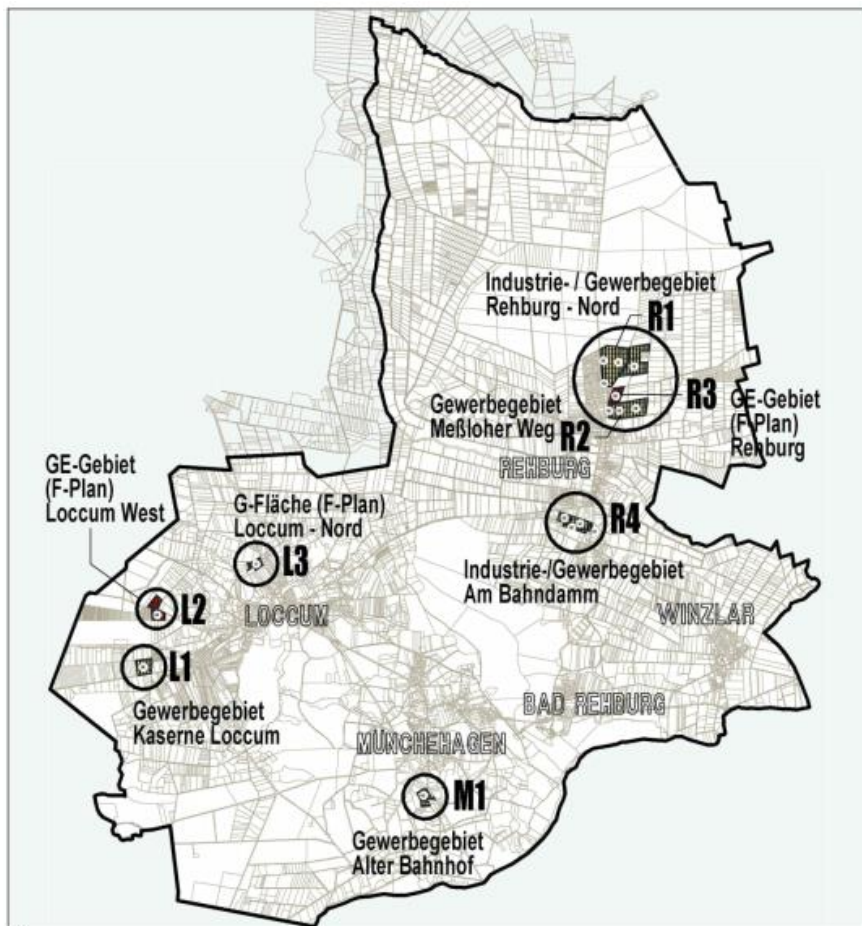 Industrie- / Gewerbegebiet
Rehburg - Nord
R1
R3
GE-Gebiet
(F-Plan)
Rehburg
Gewerbegebiet
Meßloher Weg
R2
REHBURG
GE-Gebiet
(F-Plan)
Loccum West
G-Fläche (F-Plan)
Loccum - Nord
L3
R4
Industrie-/Gewerbegebiet
Am Bahndamm
L2
LOCCUM
WINZLAR
L1
Gewerbegebiet
Kaserne Loccum
BAD REHBURG
MÜNCHEHAGEN
M1
Gewerbegebiet
Alter Bahnhof